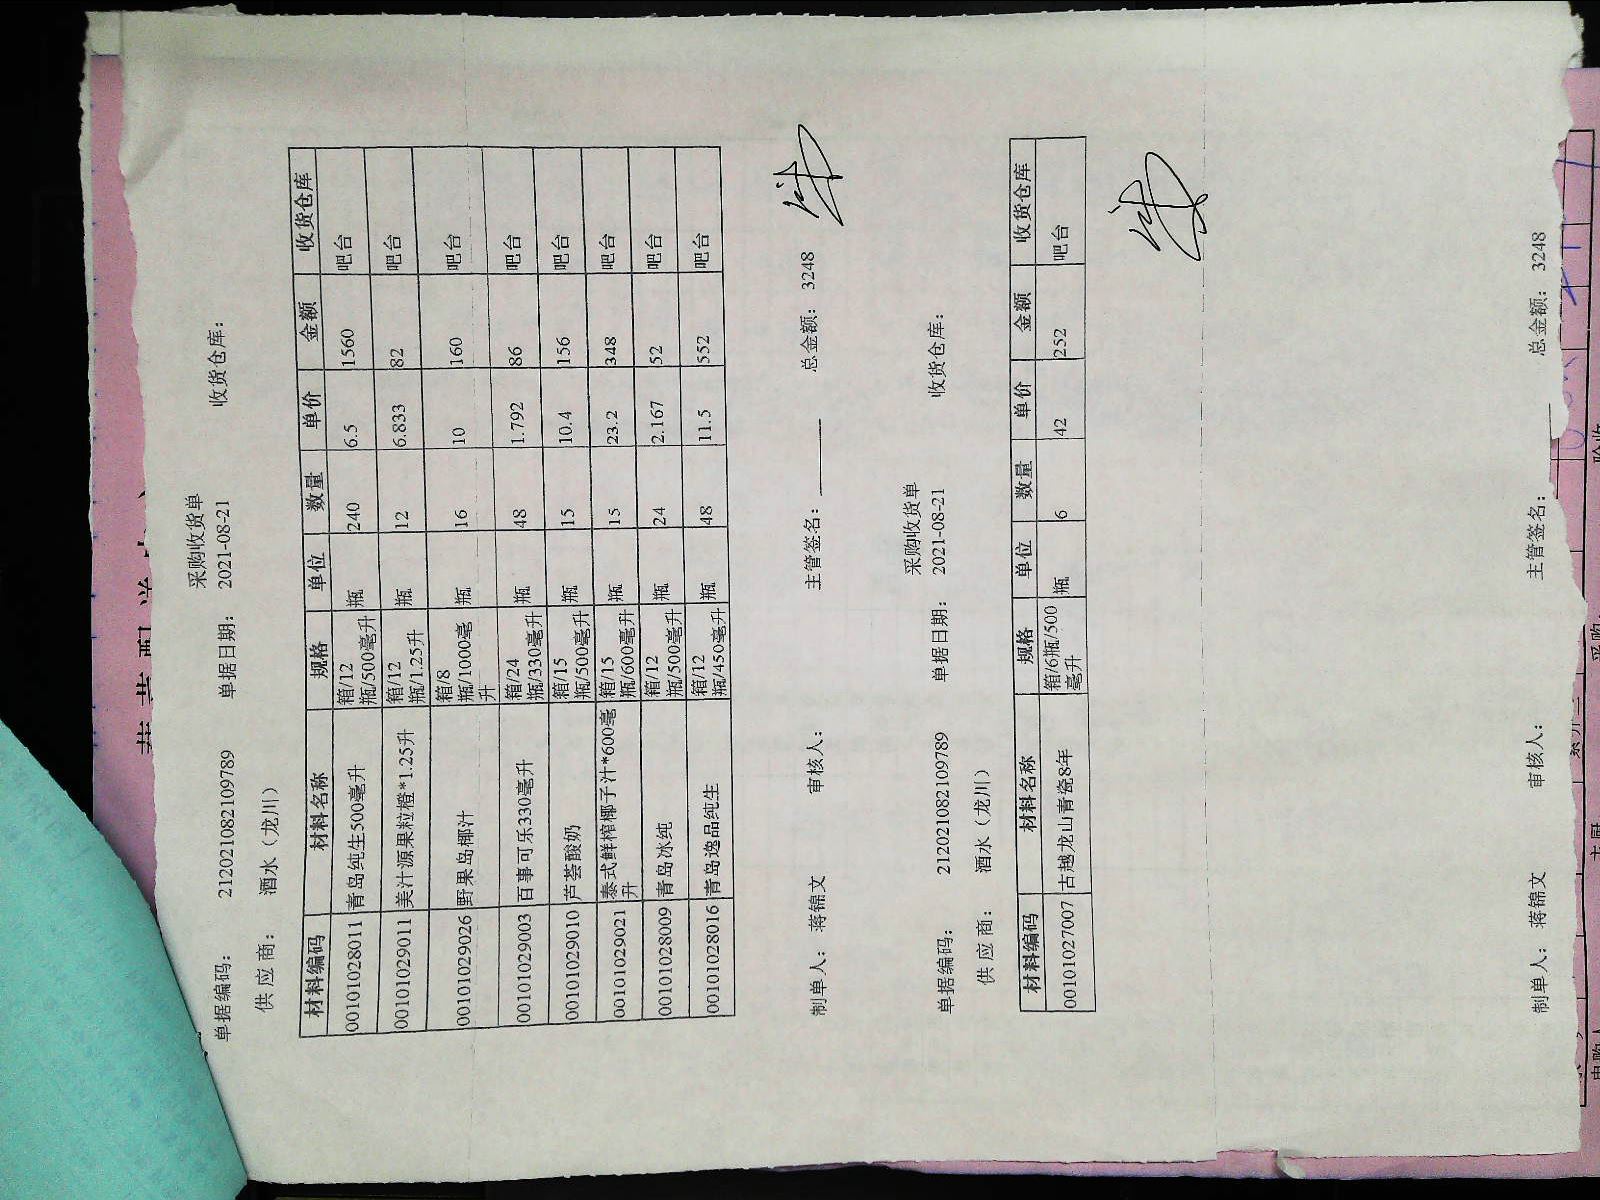 采购收货单
单据编码： 21202108210​9789 单据日期： 2021-08-21 收货仓库：
供 应 商： 酒水（龙川）
材料编码 材料名称 规格 单位 数量 单价 金额 收货仓库
00101028011 青岛纯生500毫升 箱/12瓶/500毫升 瓶 240 6.5 1560 吧台
00101029011 美汁源果粒橙*1.25升 箱/12瓶/1.25升 瓶 12 6.833 82 吧台
00101029026 野果岛椰汁 箱/8瓶/1000毫升 瓶 16 10 160 吧台
00101029003 百事可乐330毫升 箱/24瓶/330毫升 瓶 48 1.792 86 吧台
00101029010 芦荟酸奶 箱/15瓶/500毫升 瓶 15 10.4 156 吧台
00101029021 泰式鲜榨椰子汁*600毫升 箱/15瓶/600毫升 瓶 15 23.2 348 吧台
00101028009 青岛冰纯 箱/12瓶/500毫升 瓶 24 2.167 52 吧台
00101028016 青岛逸品纯生 箱/12瓶/450毫升 瓶 48 11.5 552 吧台
制单人： 蒋锦文 审核人： 主管签名： 总金额： 3248
采购收货单
单据编码： 212021082109789 单据日期： 2021-08-21 收货仓库：
供 应 商： 酒水（龙川）
材料编码 材料名称 规格 单位 数量 单价 金额 收货仓库
00101027007 古越龙山青瓷8年 箱/6瓶/500毫升 瓶 6 42 252 吧台
制单人： 蒋锦文 审核人： 主管签名： 总金额： 3248